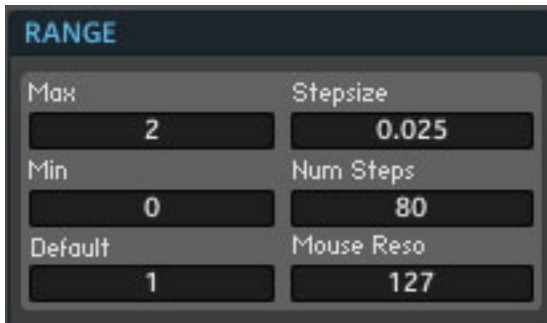 RANGE
Max Stepsize
2 0.025
Min Num Steps
0 80
Default Mouse Reso
1 127